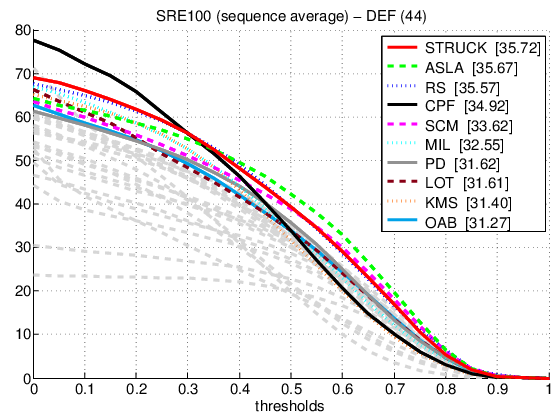 SRE100 (sequence average) − DEF (44)
80
70
60
50
40
30
20
10
0
0 0.1 0.2 0.3 0.4 0.5 0.6 0.7 0.8 0.9 1
thresholds
STRUCK [35.72]
ASLA [35.67]
RS [35.57]
CPF [34.92]
SCM [33.62]
MIL [32.55]
PD [31.62]
LOT [31.61]
KMS [31.40]
OAB [31.27]